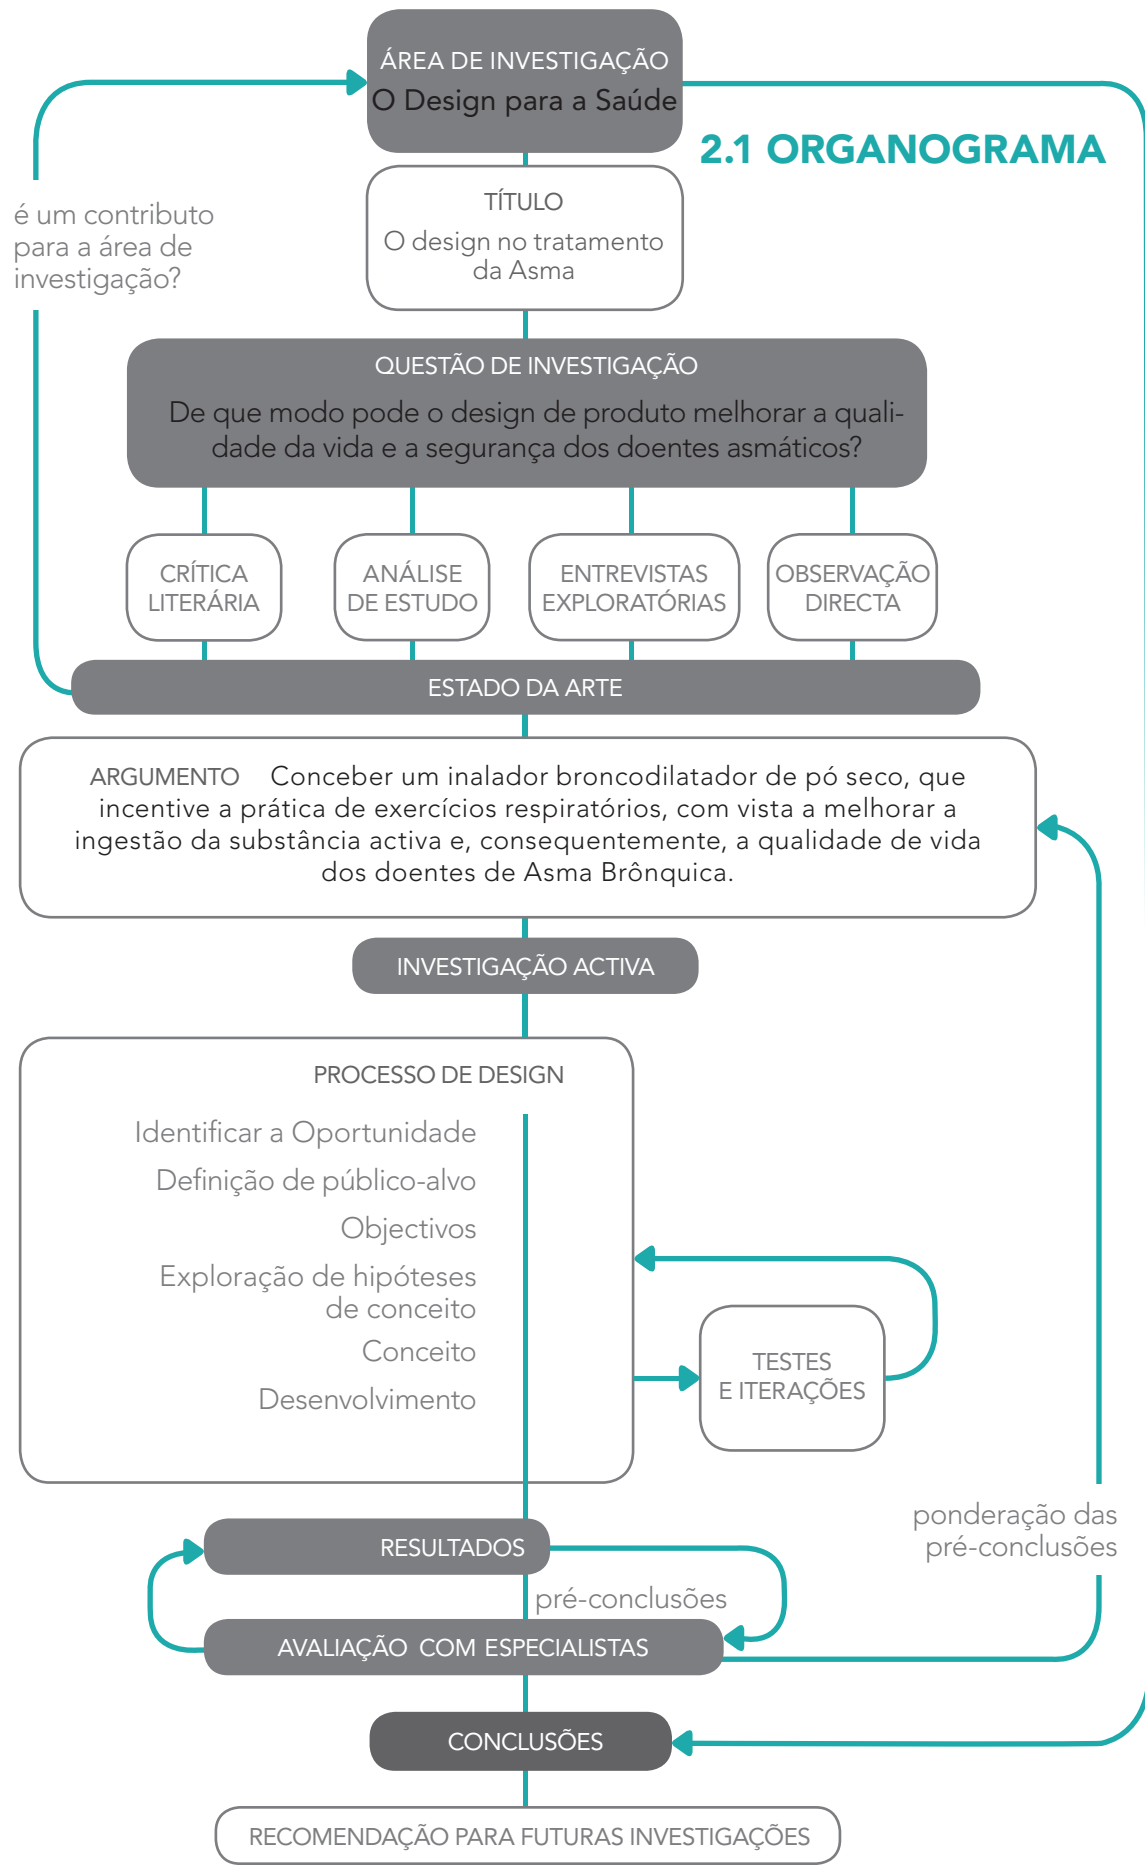 ÁREA DE INVESTIGAÇÃO
O Design para a Saúde
2.1 ORGANOGRAMA
TÍTULO
O design no tratamento
da Asma
é um contributo
para a área de
investigação?
QUESTÃO DE INVESTIGAÇÃO
De que modo pode o design de produto melhorar a quali-
dade da vida e a segurança dos doentes asmáticos?
CRÍTICA
LITERÁRIA
ANÁLISE
DE ESTUDO
ENTREVISTAS
EXPLORATÓRIAS
OBSERVAÇÃO
DIRECTA
ESTADO DA ARTE
ARGUMENTO Conceber um inalador broncodilatador de pó seco, que
incentive a prática de exercícios respiratórios, com vista a melhorar a
ingestão da substância activa e, consequentemente, a qualidade de vida
dos doentes de Asma Brônquica.
INVESTIGAÇÃO ACTIVA
PROCESSO DE DESIGN
Identificar a Oportunidade
Definição de público-alvo
Objectivos
Exploração de hipóteses
de conceito
Conceito
Desenvolvimento
TESTES
E ITERAÇÕES
ponderação das
pré-conclusões
RESULTADOS
pré-conclusões
AVALIAÇÃO COM ESPECIALISTAS
CONCLUSÕES
RECOMENDAÇÃO PARA FUTURAS INVESTIGAÇÕES